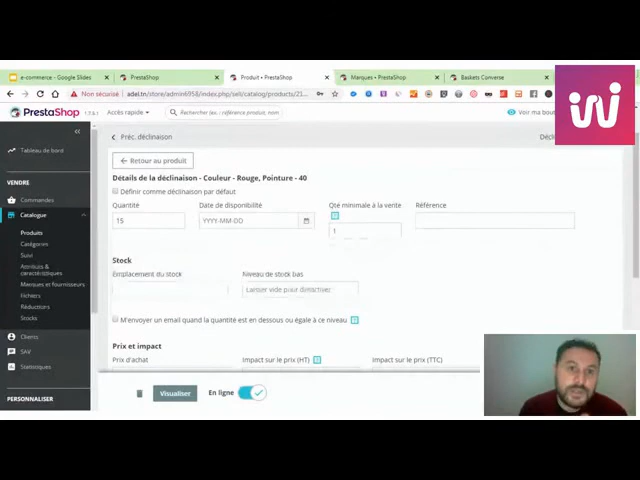 e-commerce - Google Slides
PrestaShop
Produit • PrestaShop
Marques • PrestaShop
Baskets Converse
Non sécurisé
adel.tn/store/admin6958/index.php/sell/catalog/products/21...
PrestaShop
Accès rapide
Rechercher (ex. : référence produit, nom
Voir ma bout
Tableau de bord
VENDRE
Commandes
Catalogue
Produits
Catégories
Suivi
Attributs &
caractéristiques
Marques et fournisseurs
Fichiers
Réductions
Stocks
Clients
SAV
Statistiques
PERSONNALISER
Préc. déclinaison
Décli
Retour au produit
Détails de la déclinaison - Couleur - Rouge, Pointure - 40
Définir comme déclinaison par défaut
Quantité
Date de disponibilité
Qté minimale à la vente
?
Référence
15
YYYY-MM-DD
1
Stock
Emplacement du stock
Niveau de stock bas
Laisser vide pour désactiver
M'envoyer un email quand la quantité est en dessous ou égale à ce niveau ?
Prix et impact
Prix d'achat
Impact sur le prix (HT) ?
Impact sur le prix (TTC)
Visualiser
En ligne